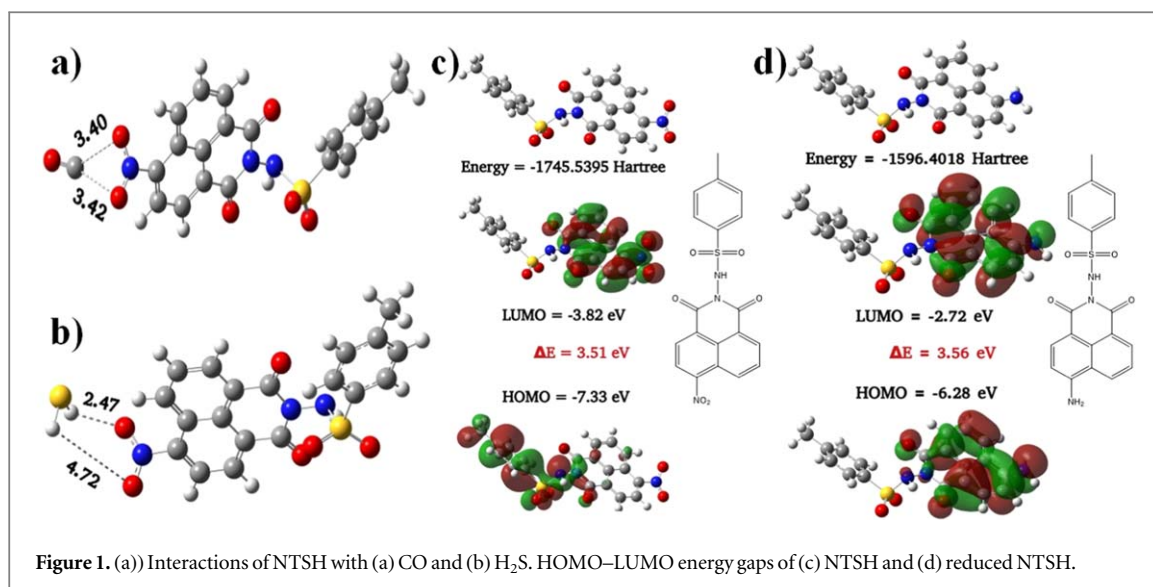 a)
3.40
3.42
b)
2.47
4.72
c)
Energy = -1745.5395 Hartree
LUMO = -3.82 eV
ΔE = 3.51 eV
HOMO = -7.33 eV
O
S
O
NH
O
N
O
NO₂
d)
Energy = -1596.4018 Hartree
LUMO = -2.72 eV
ΔE = 3.56 eV
HOMO = -6.28 eV
O
S
O
NH
O
N
O
NH₂
Figure 1. (a)) Interactions of NTSH with (a) CO and (b) H₂S. HOMO–LUMO energy gaps of (c) NTSH and (d) reduced NTSH.